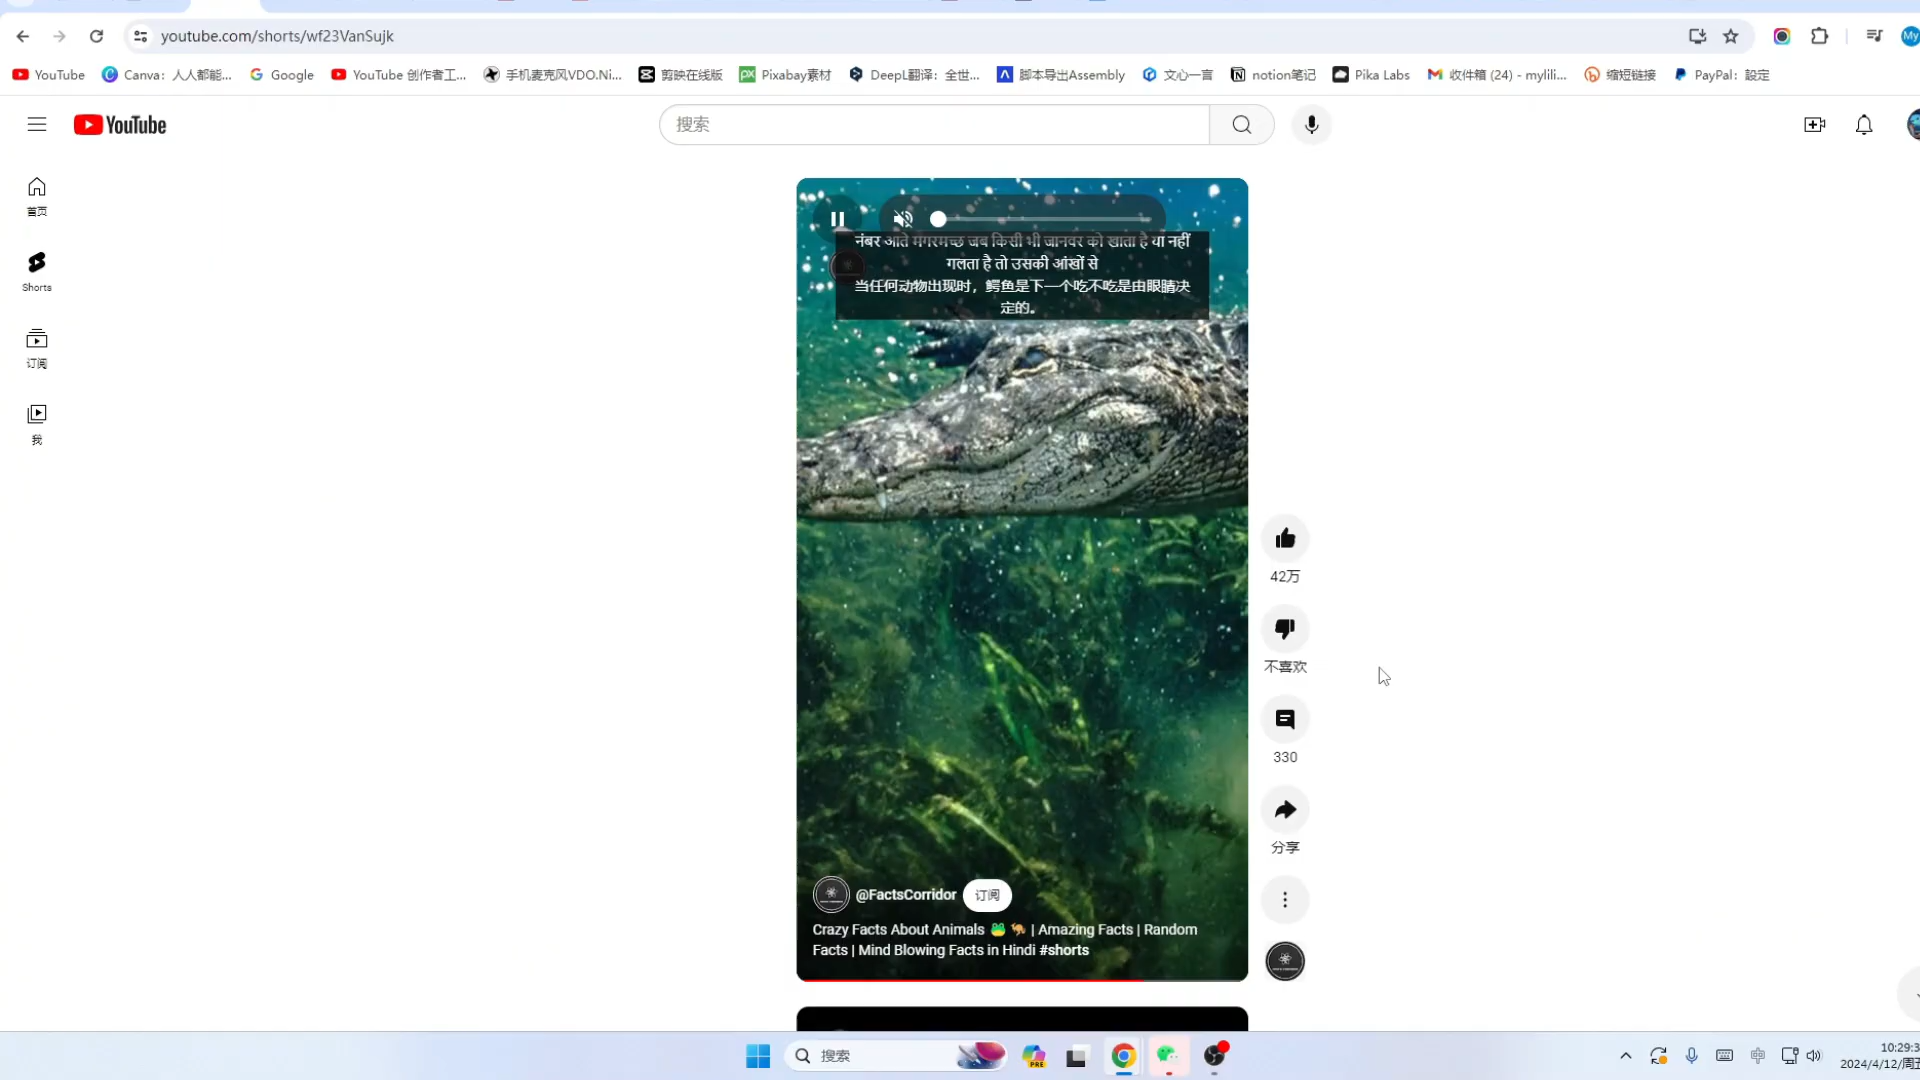 youtube.com/shorts/wf23VanSujk
YouTube
Canva：人人都能...
Google
YouTube 创作者工...
手机麦克风VDO.Ni...
剪映在线版
Pixabay素材
DeepL翻译：全世...
脚本导出Assembly
文心一言
notion笔记
Pika Labs
收件箱 (24) - mylili...
缩短链接
PayPal：設定
My
YouTube
搜索
首页
Shorts
订阅
我
नंबर आते मगरमच्छ जब किसी भी जानवर को खाता है या नहीं
गलता है तो उसकी आंखों से
当任何动物出现时，鳄鱼是下一个吃不吃是由眼睛决
定的。
42万
不喜欢
330
分享
@FactsCorridor
订阅
Crazy Facts About Animals 🐸 🐪 | Amazing Facts | Random
Facts | Mind Blowing Facts in Hindi #shorts
搜索
PRE
中
10:29:3
2024/4/12/周五